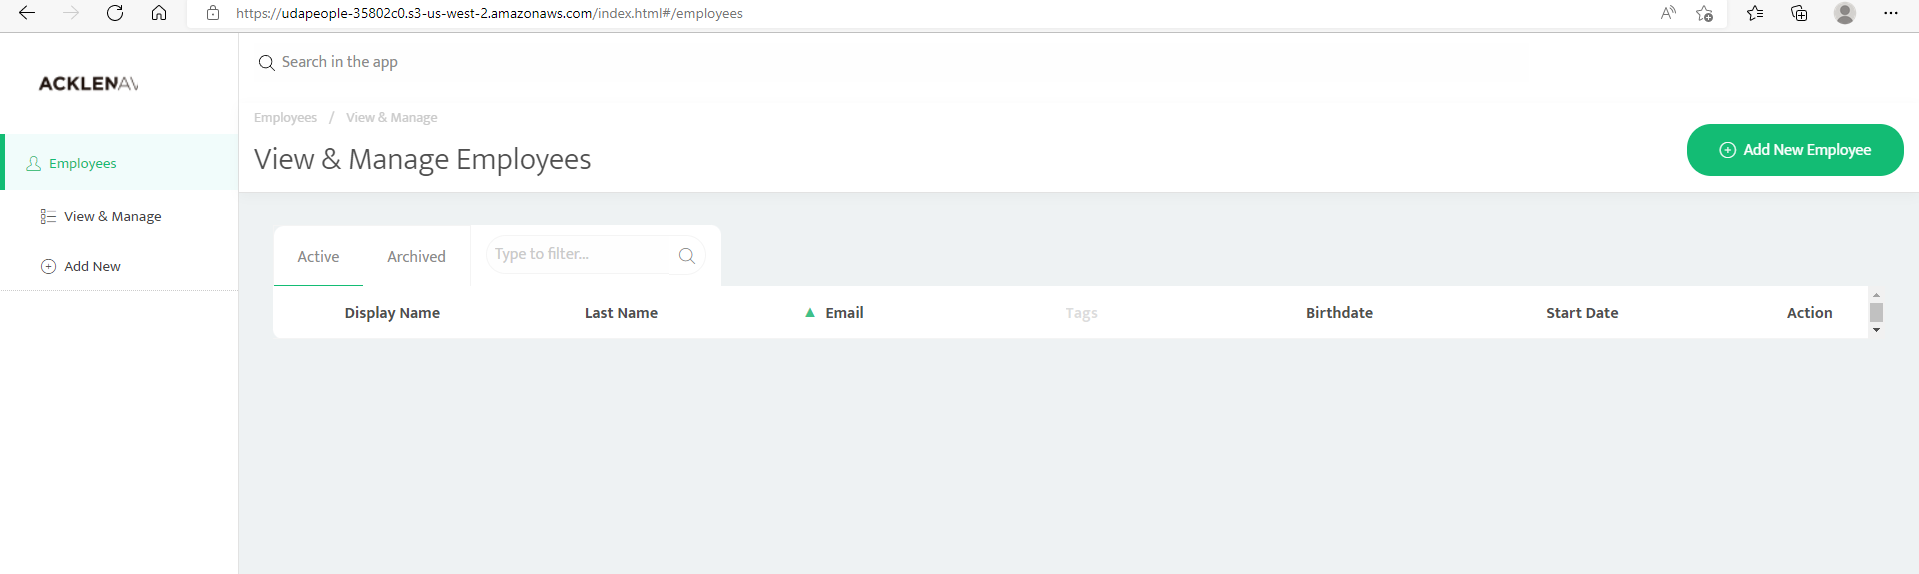 https://udapeople-35802c0.s3-us-west-2.amazonaws.com/index.html#/employees
ACKLENAV
Search in the app
Employees / View & Manage
View & Manage Employees
Add New Employee
Employees
View & Manage
Add New
Active Archived Type to filter...
Display Name Last Name ▲ Email Tags Birthdate Start Date Action